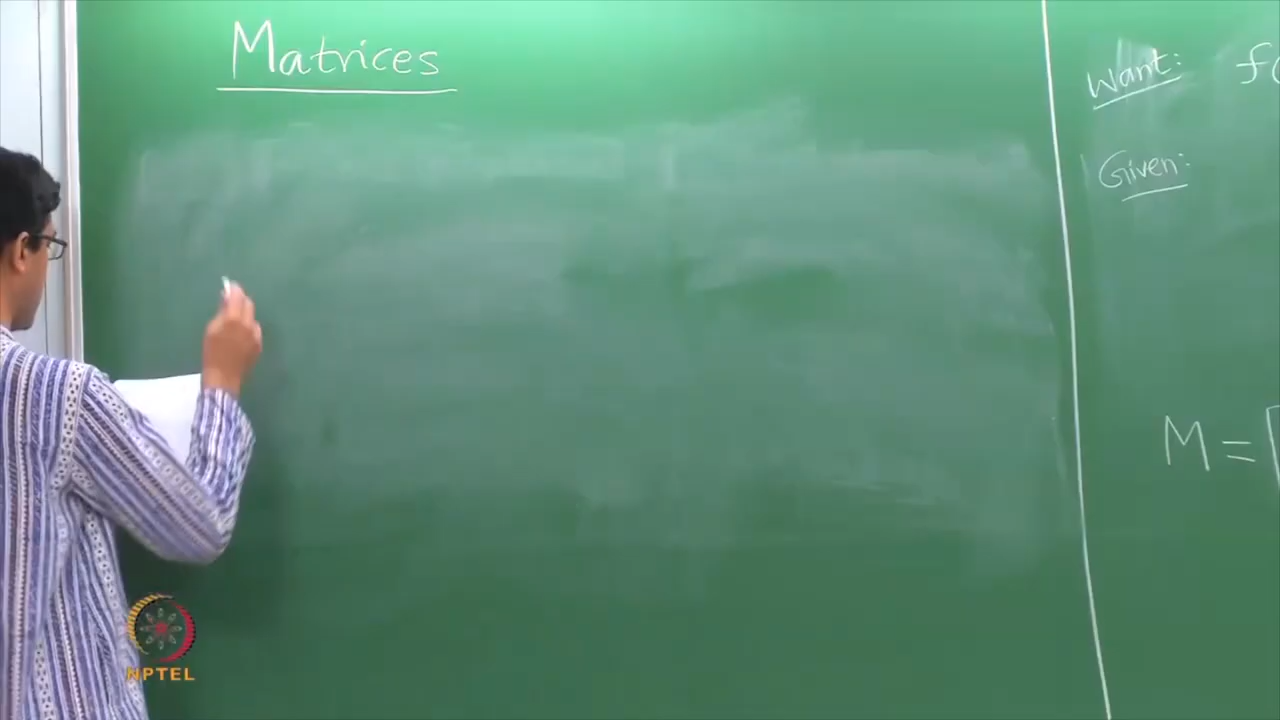 Matrices
Want: f(
Given:
M = [
NPTEL